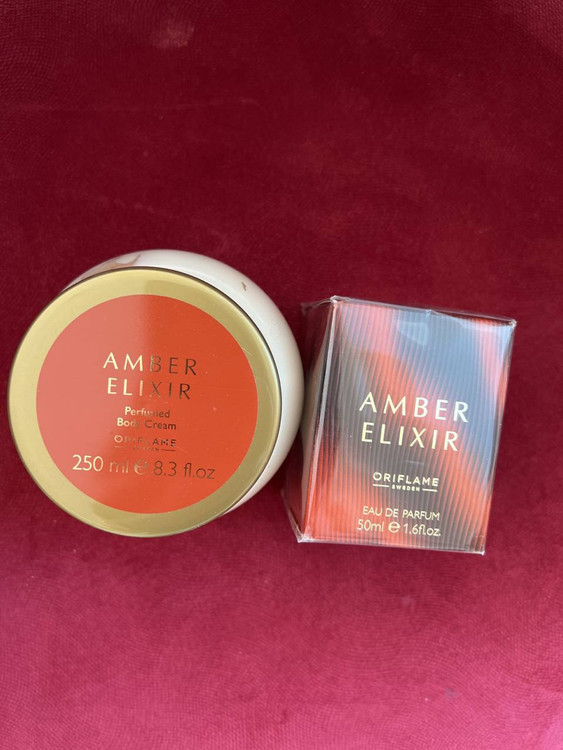 AMBER
ELIXIR
Perfumed
Body Cream
ORIFLAME
250 ml e 8.3 fl.oz
AMBER
ELIXIR
ORIFLAME
SWEDEN
EAU DE PARFUM
50ml e 1.6fl.oz.